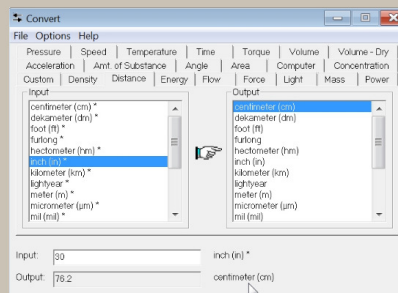 Convert
File Options Help
Pressure Speed Temperature Time Torque Volume Volume - Dry
Acceleration Amt. of Substance Angle Area Computer Concentration
Custom Density Distance Energy Flow Force Light Mass Power
Input Output
centimeter (cm) * centimeter (cm)
dekameter (dm) * dekameter (dm)
foot (ft) * foot (ft)
furlong * furlong
hectometer (hm) * hectometer (hm)
inch (in) * inch (in)
kilometer (km) * kilometer (km)
lightyear * lightyear
meter (m) * meter (m)
micrometer (µm) * micrometer (µm)
mil (mil) * mil (mil)
Input: 30 inch (in) *
Output: 76.2 centimeter (cm)